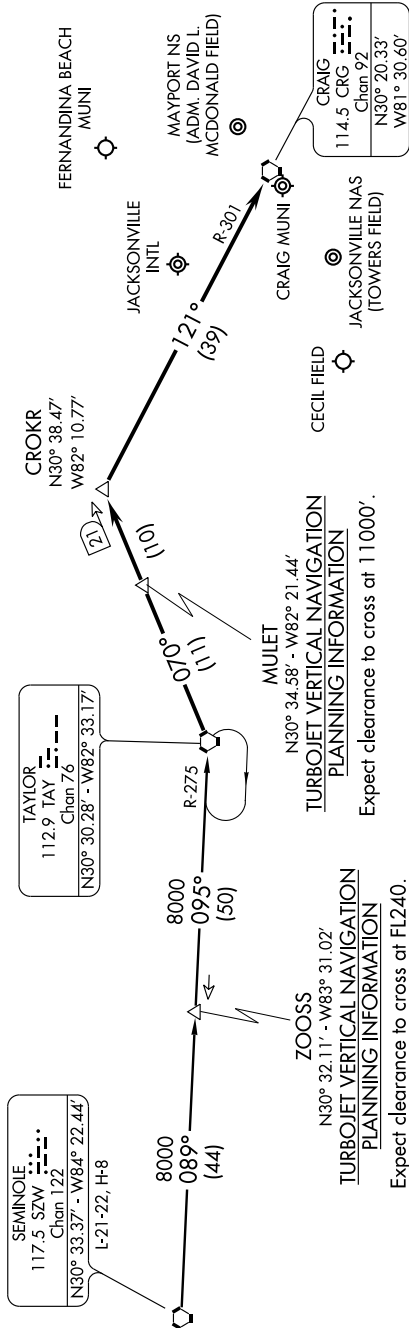 SEMINOLE
117.5 SZW
Chan 122
N30° 33.37' - W84° 22.44'
L-21-22, H-8
8000
089°
(44)
ZOOSS
N30° 32.11' - W83° 31.02'
TURBOJET VERTICAL NAVIGATION
PLANNING INFORMATION
Expect clearance to cross at FL240.
8000
095°
(50)
R-275
TAYLOR
112.9 TAY
Chan 76
N30° 30.28' - W82° 33.17'
070°
(11)
MULET
N30° 34.58' - W82° 21.44'
TURBOJET VERTICAL NAVIGATION
PLANNING INFORMATION
Expect clearance to cross at 11000'.
(10)
21
CROKR
N30° 38.47'
W82° 10.77'
121°
(39)
R-301
JACKSONVILLE
INTL
FERNANDINA BEACH
MUNI
MAYPORT NS
(ADM. DAVID L.
MCDONALD FIELD)
CRAIG MUNI
CECIL FIELD
JACKSONVILLE NAS
(TOWERS FIELD)
CRAIG
114.5 CRG
Chan 92
N30° 20.33'
W81° 30.60'